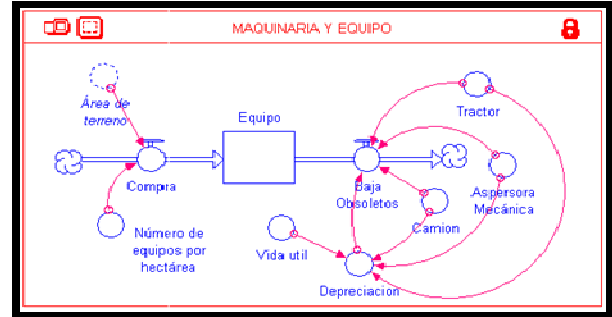 MAQUINARIA Y EQUIPO
Área de
terreno
Equipo
Tractor
Compra
Baja
Obsoletos
Aspersora
Mecánica
Número de
equipos por
hectárea
Camion
Vida util
Depreciacion